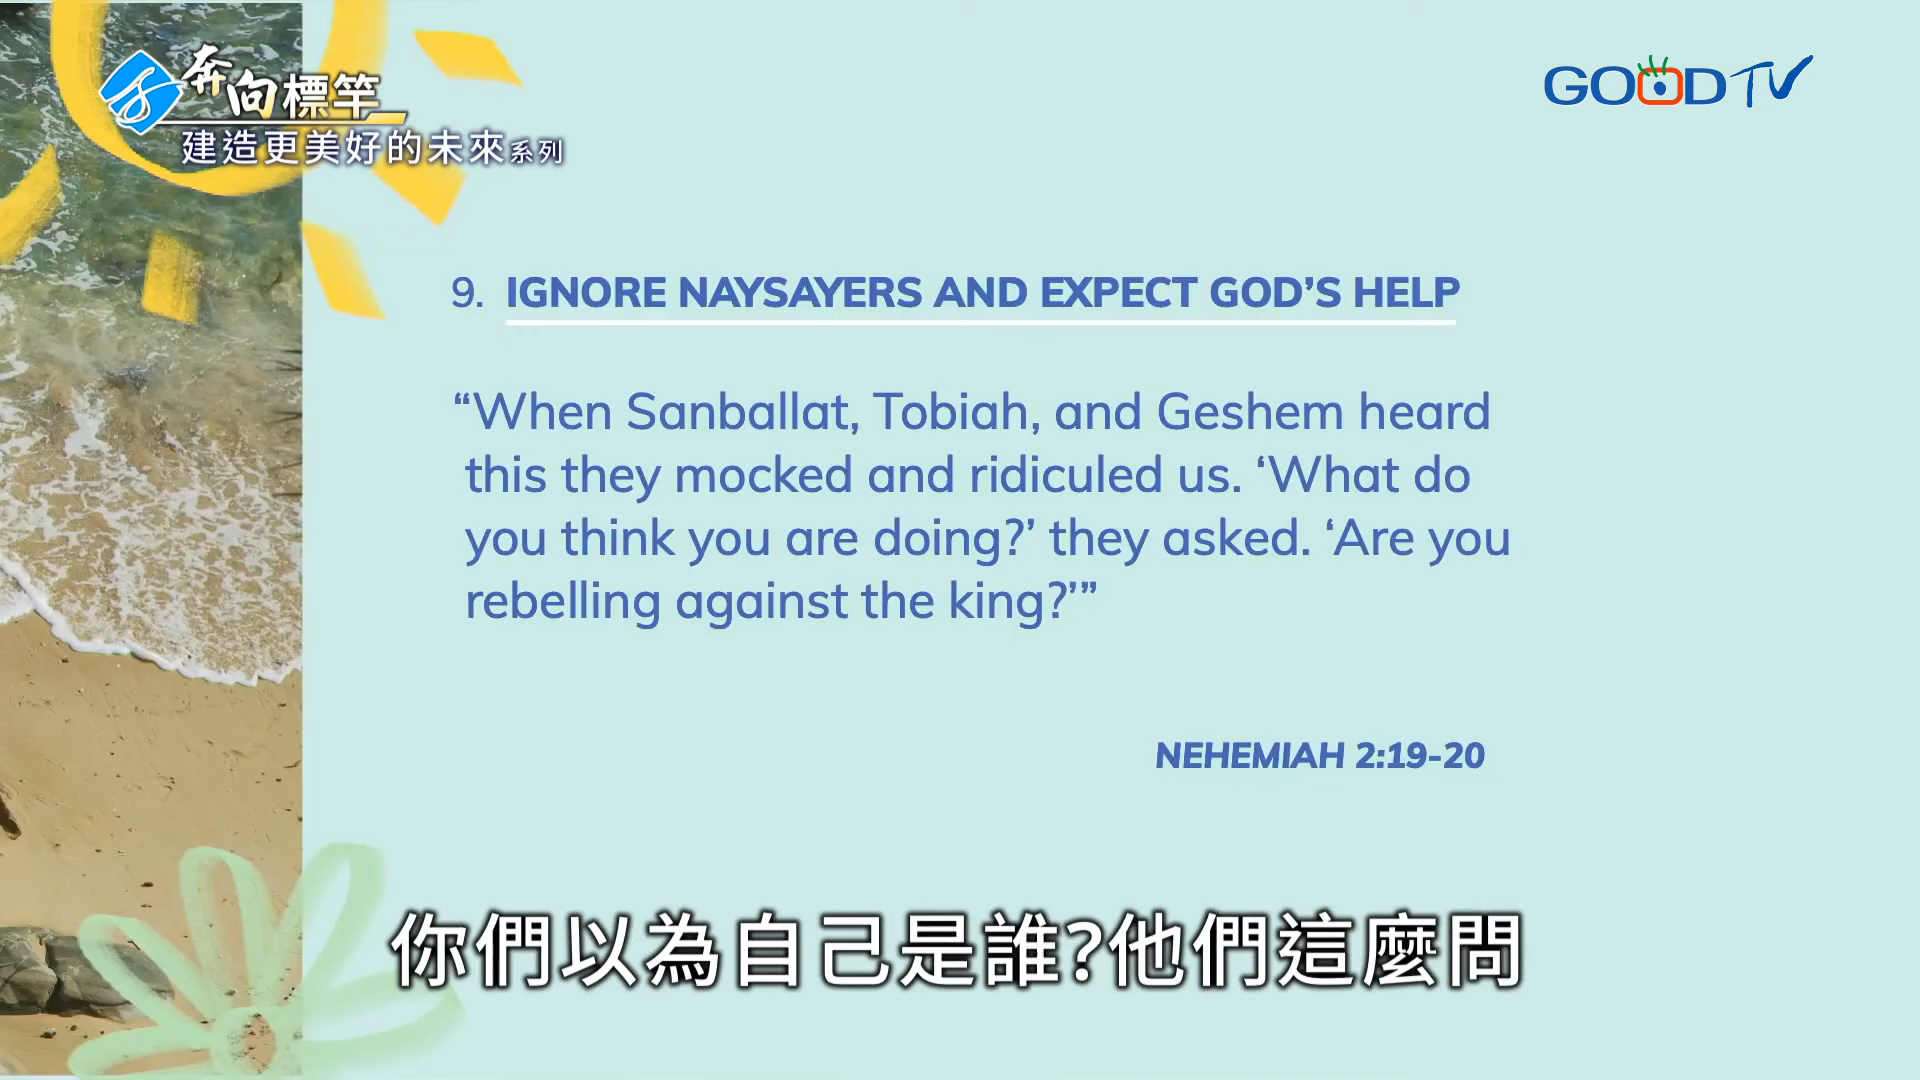 奔向標竿
建造更美好的未來系列
GOOD TV
9. IGNORE NAYSAYERS AND EXPECT GOD’S HELP
“When Sanballat, Tobiah, and Geshem heard
this they mocked and ridiculed us. ‘What do
you think you are doing?’ they asked. ‘Are you
rebelling against the king?’”
NEHEMIAH 2:19-20
你們以為自己是誰?他們這麼問